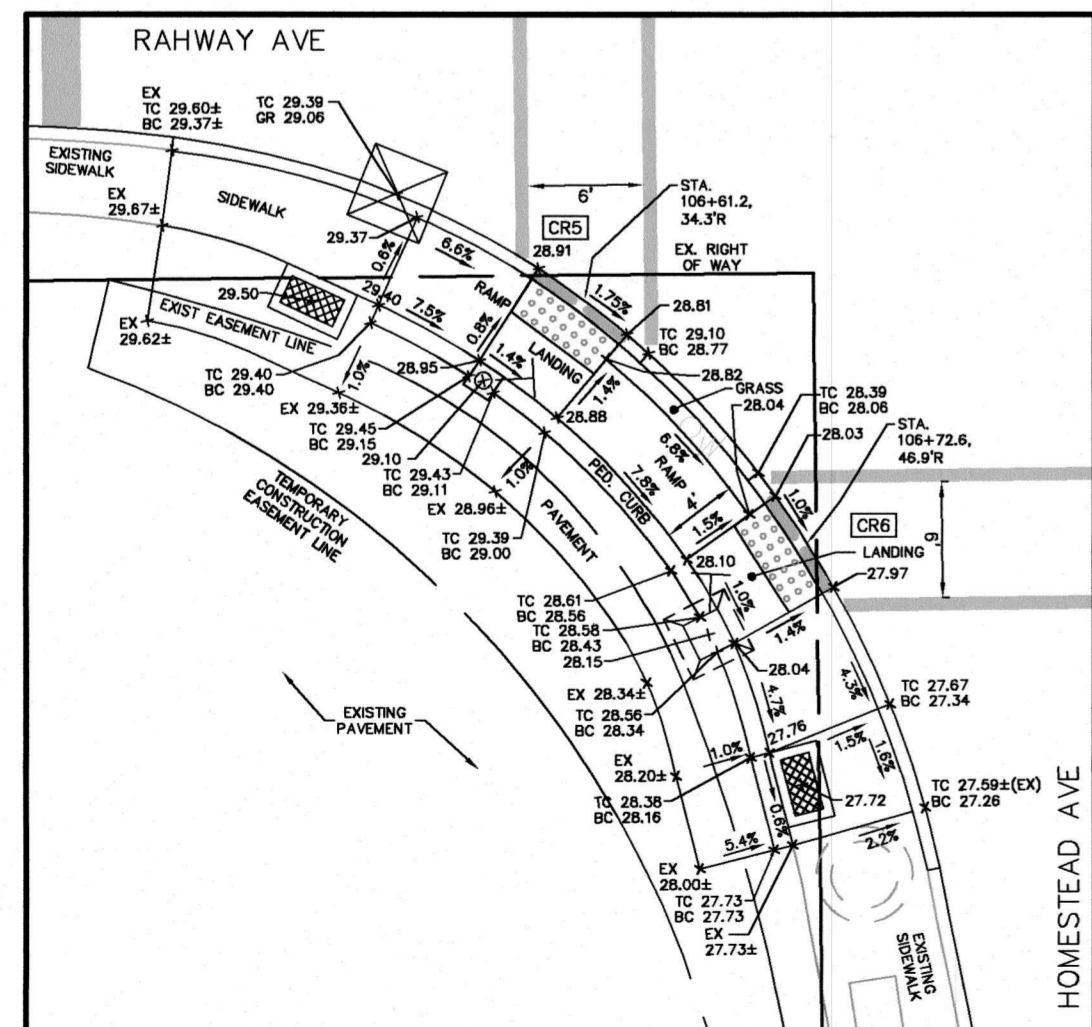 RAHWAY AVE
EX
TC 29.60±
BC 29.37±
TC 29.39
GR 29.06
EXISTING
SIDEWALK
EX
29.67±
SIDEWALK
29.37
0.6%
6.6%
6'
CR5
STA.
106+61.2,
34.3'R
EX. RIGHT
OF WAY
28.91
1.75%
28.81
TC 29.10
BC 28.77
28.82
29.50
29.40
7.5%
RAMP
0.8%
1.4%
LANDING
1.4%
EXIST EASEMENT LINE
EX
29.62±
TC 29.40
BC 29.40
1.0%
28.95
EX 29.36±
TC 29.45
BC 29.15
29.10
TC 29.43
BC 29.11
28.88
GRASS
28.04
TC 28.39
BC 28.06
28.03
STA.
106+72.6,
46.9'R
6.8%
RAMP
7.8%
PED. CURB
4'
1.5%
1.0%
1.0%
EX 28.96±
TC 29.39
BC 29.00
PAVEMENT
TEMPORARY
CONSTRUCTION
EASEMENT LINE
CR6
LANDING
6'
27.97
28.10
1.0%
1.4%
TC 28.61
BC 28.56
TC 28.58
BC 28.43
28.15
28.04
EX 28.34±
TC 28.56
BC 28.34
4.7%
4.3%
TC 27.67
BC 27.34
EXISTING
PAVEMENT
27.76
1.0%
1.5%
1.6%
EX
28.20±
TC 28.38
BC 28.16
27.72
TC 27.59±(EX)
BC 27.26
0.6%
5.4%
2.2%
EX
28.00±
TC 27.73
BC 27.73
EX
27.73±
EXISTING
SIDEWALK
HOMESTEAD AVE